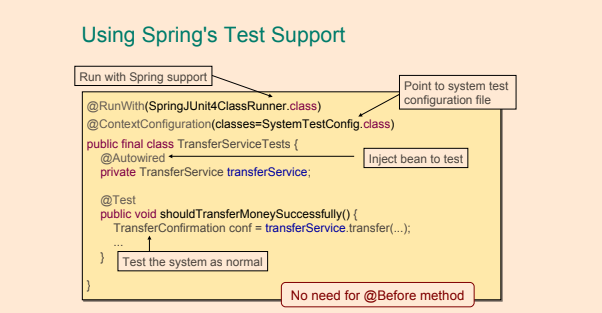 Using Spring's Test Support
Run with Spring support
Point to system test
configuration file
@RunWith(SpringJUnit4ClassRunner.class)
@ContextConfiguration(classes=SystemTestConfig.class)
public final class TransferServiceTests {
@Autowired
Inject bean to test
private TransferService transferService;
@Test
public void shouldTransferMoneySuccessfully() {
TransferConfirmation conf = transferService.transfer(...);
...
}
Test the system as normal
}
No need for @Before method